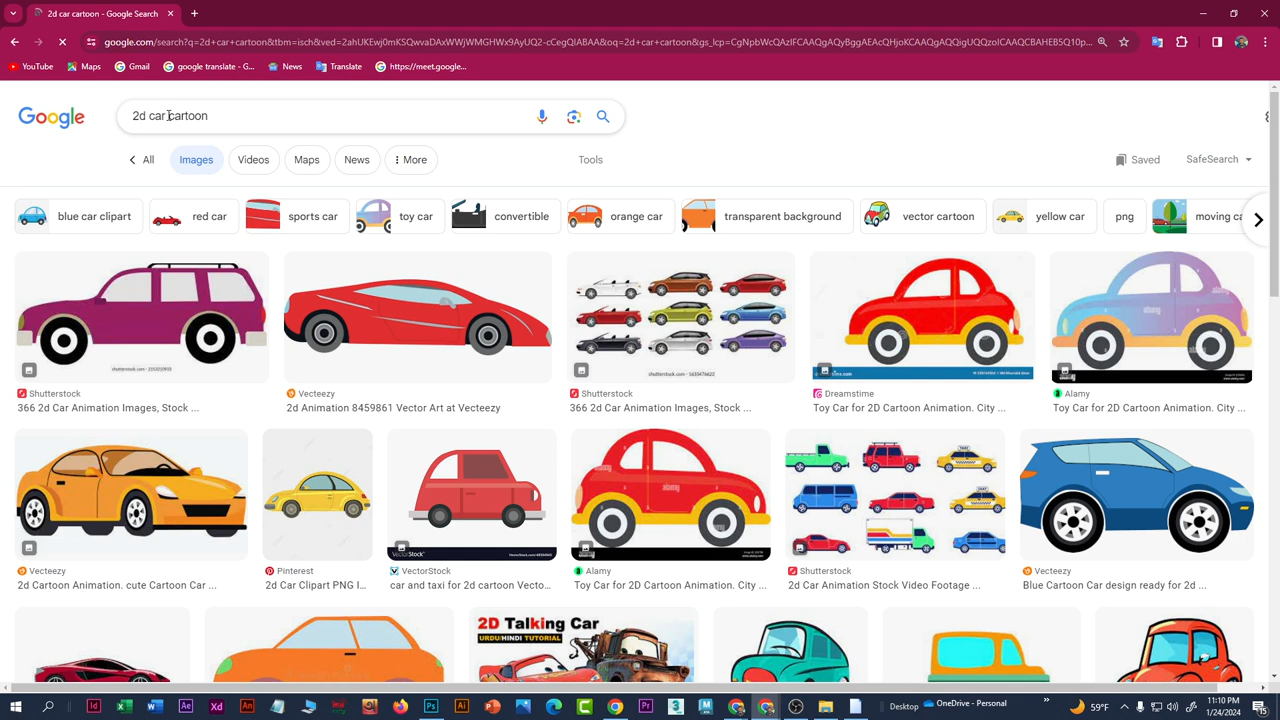 2d car cartoon - Google Search
google.com/search?q=2d+car+cartoon&tbm=isch&ved=2ahUKEwj0mKSQwvaDAxWWjWMGHWx9AyUQ2-cCegQIABAA&oq=2d+car+cartoon&gs_lcp=CgNpbWcQAzIFCAAQgAQyBggAEAcQHjoKCAAQgAQQigUQQzoICAAQCBAHEB5Q10p...
YouTube
Maps
Gmail
google translate - G...
News
Translate
https://meet.google...
Google
2d car cartoon
All
Images
Videos
Maps
News
More
Tools
Saved
SafeSearch
blue car clipart
red car
sports car
toy car
convertible
orange car
transparent background
vector cartoon
yellow car
png
moving ca
Shutterstock
366 2d Car Animation Images, Stock ...
Vecteezy
2d Animation 8459861 Vector Art at Vecteezy
Shutterstock
366 2d Car Animation Images, Stock ...
Dreamstime
Toy Car for 2D Cartoon Animation. City ...
Alamy
Toy Car for 2D Cartoon Animation. City ...
TAXI
TAXI
VectorStock
Vecteezy
2d Cartoon Animation. cute Cartoon Car ...
Pinterest
2d Car Clipart PNG I...
VectorStock
car and taxi for 2d cartoon Vecto...
Alamy
Toy Car for 2D Cartoon Animation. City ...
Shutterstock
2d Car Animation Stock Video Footage ...
Vecteezy
Blue Cartoon Car design ready for 2d ...
2D Talking Car
URDU/HINDI TUTORIAL
Desktop
OneDrive - Personal
59°F
11:10 PM
1/24/2024
15